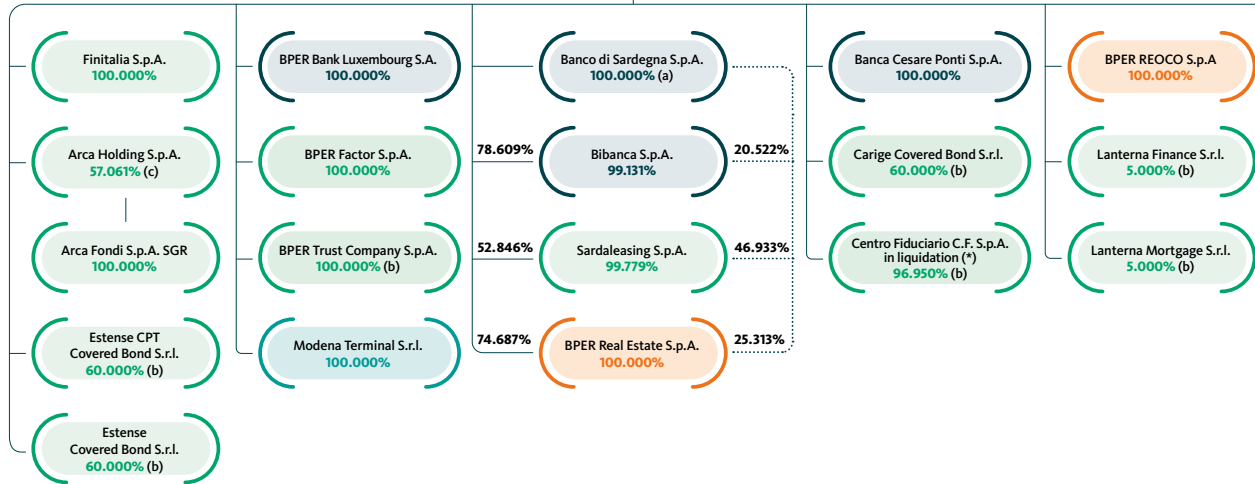 Finitalia S.p.A.
100.000%
BPER Bank Luxembourg S.A.
100.000%
Banco di Sardegna S.p.A.
100.000% (a)
Banca Cesare Ponti S.p.A.
100.000%
BPER REOCO S.p.A
100.000%
Arca Holding S.p.A.
57.061% (c)
BPER Factor S.p.A.
100.000%
78.609%
Bibanca S.p.A.
99.131%
20.522%
Carige Covered Bond S.r.l.
60.000% (b)
Lanterna Finance S.r.l.
5.000% (b)
Arca Fondi S.p.A. SGR
100.000%
BPER Trust Company S.p.A.
100.000% (b)
52.846%
Sardaleasing S.p.A.
99.779%
46.933%
Centro Fiduciario C.F. S.p.A.
in liquidation (*)
96.950% (b)
Lanterna Mortgage S.r.l.
5.000% (b)
Estense CPT
Covered Bond S.r.l.
60.000% (b)
Modena Terminal S.r.l.
100.000%
74.687%
BPER Real Estate S.p.A.
100.000%
25.313%
Estense
Covered Bond S.r.l.
60.000% (b)